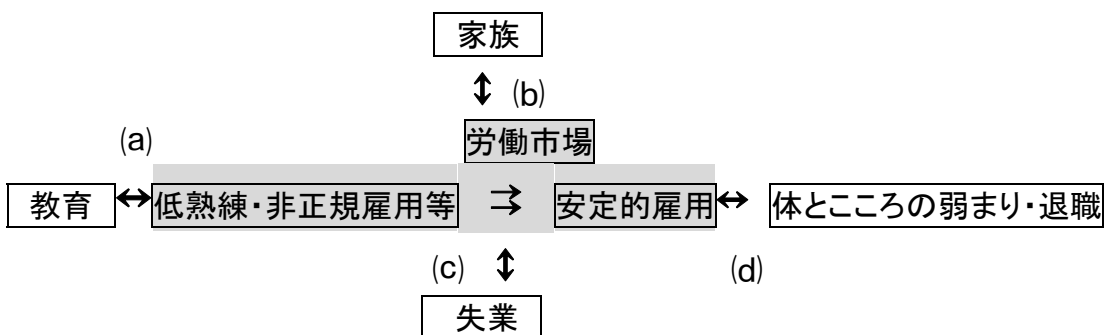 家族
(b)
労働市場
(a)
教育
低熟練・非正規雇用等
安定的雇用
体とこころの弱まり・退職
(c)
(d)
失業